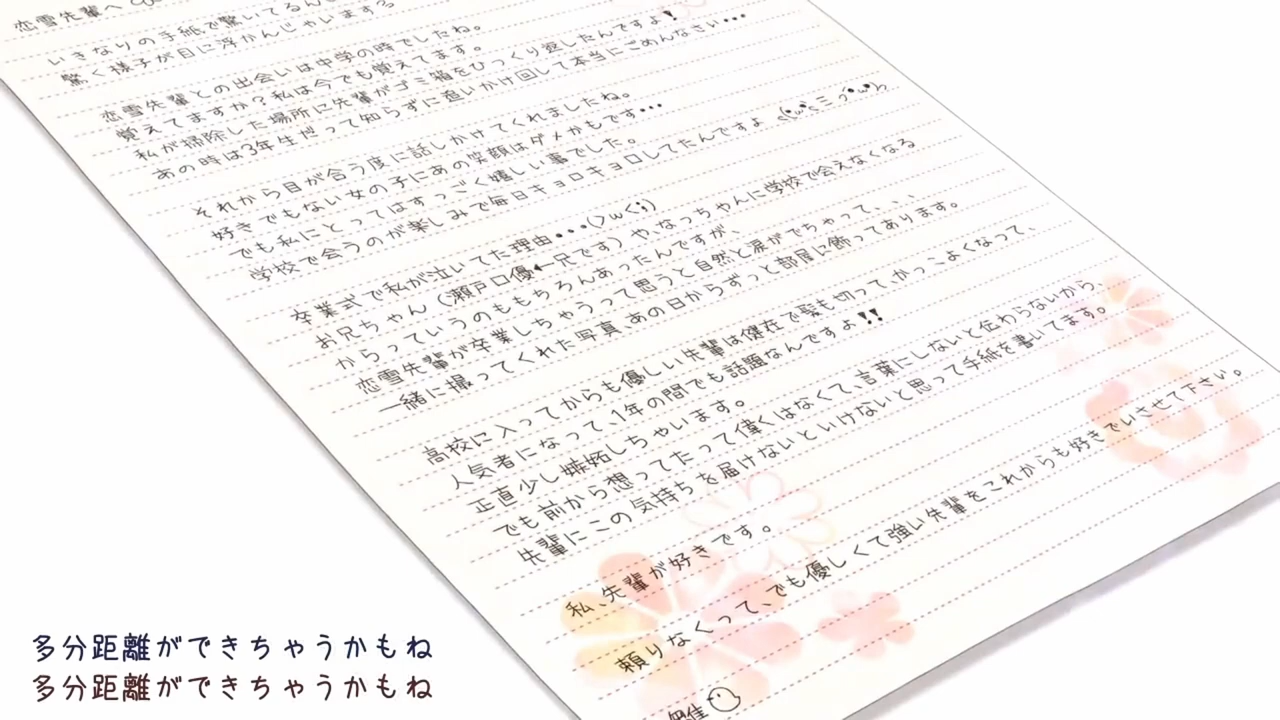 恋雪先輩へ
いきなりの手紙で驚いてるんじ
驚く様子が目に浮かんじゃいます
恋雪先輩との出会いは中学の時でしたね。
覚えてますか？私は今でも覚えてます。
私が掃除した場所に先輩がゴミ箱をひっくり返したんですよ!
あの時は3年生だって知らずに追いかけ回して本当にごめんなさい・・・
それから目が合う度に話しかけてくれましたね。
好きでもない女の子にあの笑顔はダメかもです・・・
でも私にとってはすっごく嬉しい事でした。
学校で会うのが楽しみで毎日キョロキョロしてたんですよ
卒業式で私が泣いてた理由・・・(>w<;)
お兄ちゃん(瀬戸口優←兄です)や、なっちゃんに学校で会えなくなる
からっていうのももちろんあったんですが、
恋雪先輩が卒業しちゃうって思うと自然と涙がでちゃって、、、
一緒に撮ってくれた写真、あの日からずっと部屋に飾ってあります。
高校に入ってからも優しい先輩は健在で髪も切って、かっこよくなって、
人気者になって、1年の間でも話題なんですよ!!
正直少し嫉妬しちゃいます。
でも前から想ってたって偉くはなくて、言葉にしないと伝わらないから、
先輩にこの気持ちを届けないといけないと思って手紙を書いてます。
私、先輩が好きです。
頼りなくって、でも優しくて強い先輩をこれからも好きでいさせて下さい。
雛
多分距離ができちゃうかもね
多分距離ができちゃうかもね